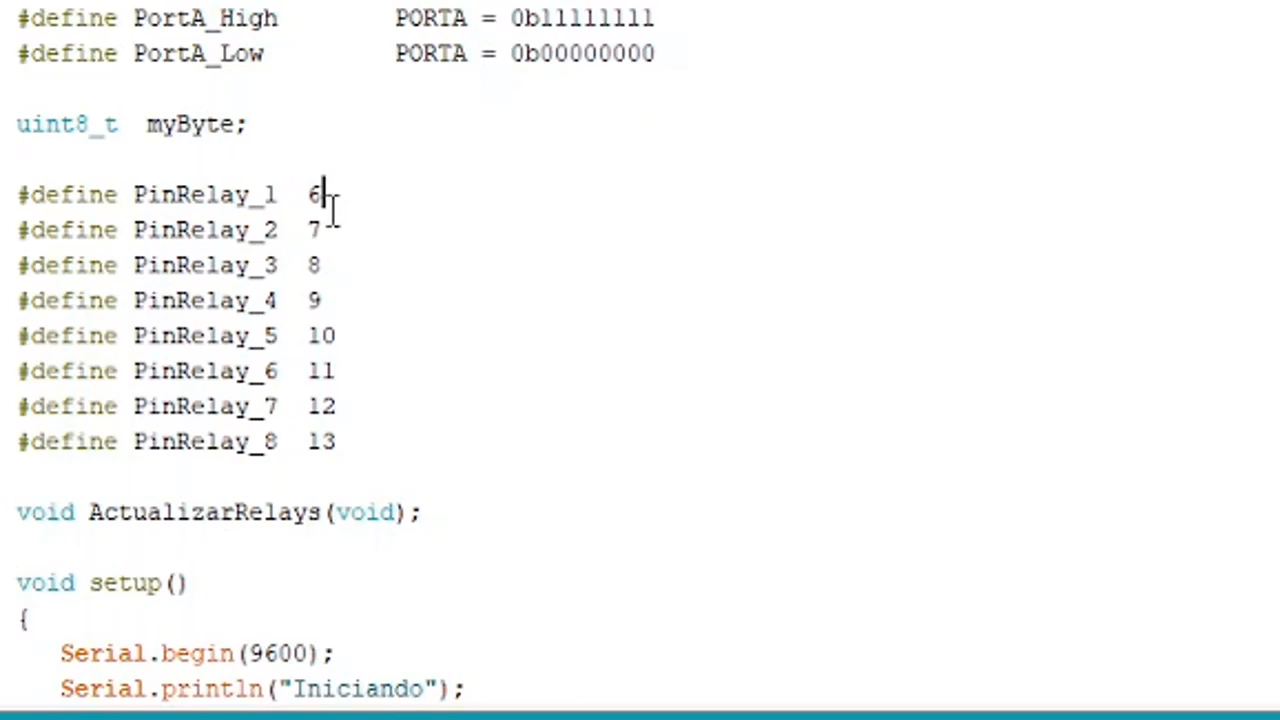 #define PortA_High        PORTA = 0b11111111
#define PortA_Low         PORTA = 0b00000000
uint8_t  myByte;
#define PinRelay_1  6
#define PinRelay_2  7
#define PinRelay_3  8
#define PinRelay_4  9
#define PinRelay_5  10
#define PinRelay_6  11
#define PinRelay_7  12
#define PinRelay_8  13
void ActualizarRelays(void);
void setup()
{
   Serial.begin(9600);
   Serial.println("Iniciando");